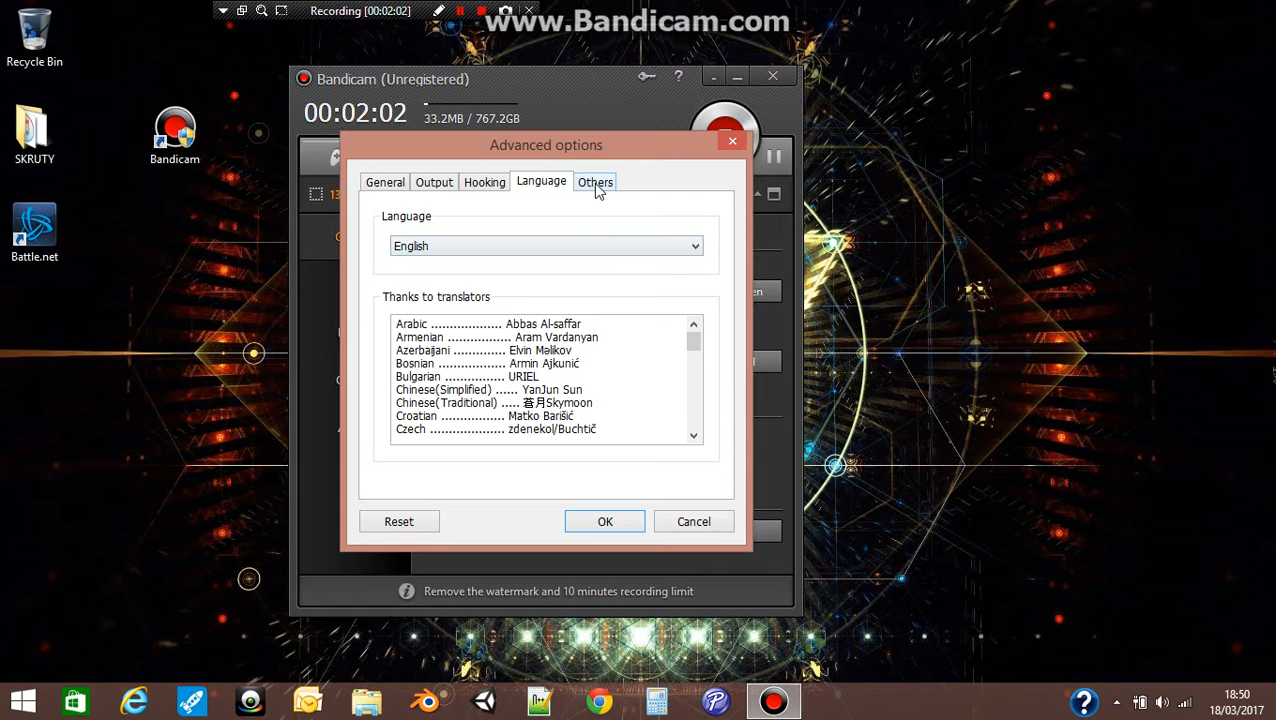 Recording [00:02:02]
www.Bandicam.com
Recycle Bin
SKRUTY
Bandicam
Battle.net
Bandicam (Unregistered)
?
00:02:02
33.2MB / 767.2GB
Advanced options
General
Output
Hooking
Language
Others
Language
English
Thanks to translators
Arabic ................... Abbas Al-saffar
Armenian ................. Aram Vardanyan
Azerbaijani .............. Elvin Melikov
Bosnian .................. Armin Ajkunić
Bulgarian ................ URIEL
Chinese(Simplified) ...... YanJun Sun
Chinese(Traditional) ..... 苔月Skymoon
Croatian ................. Matko Barišić
Czech .................... zdenekol/Buchtič
Reset
OK
Cancel
Remove the watermark and 10 minutes recording limit
18:50
18/03/2017